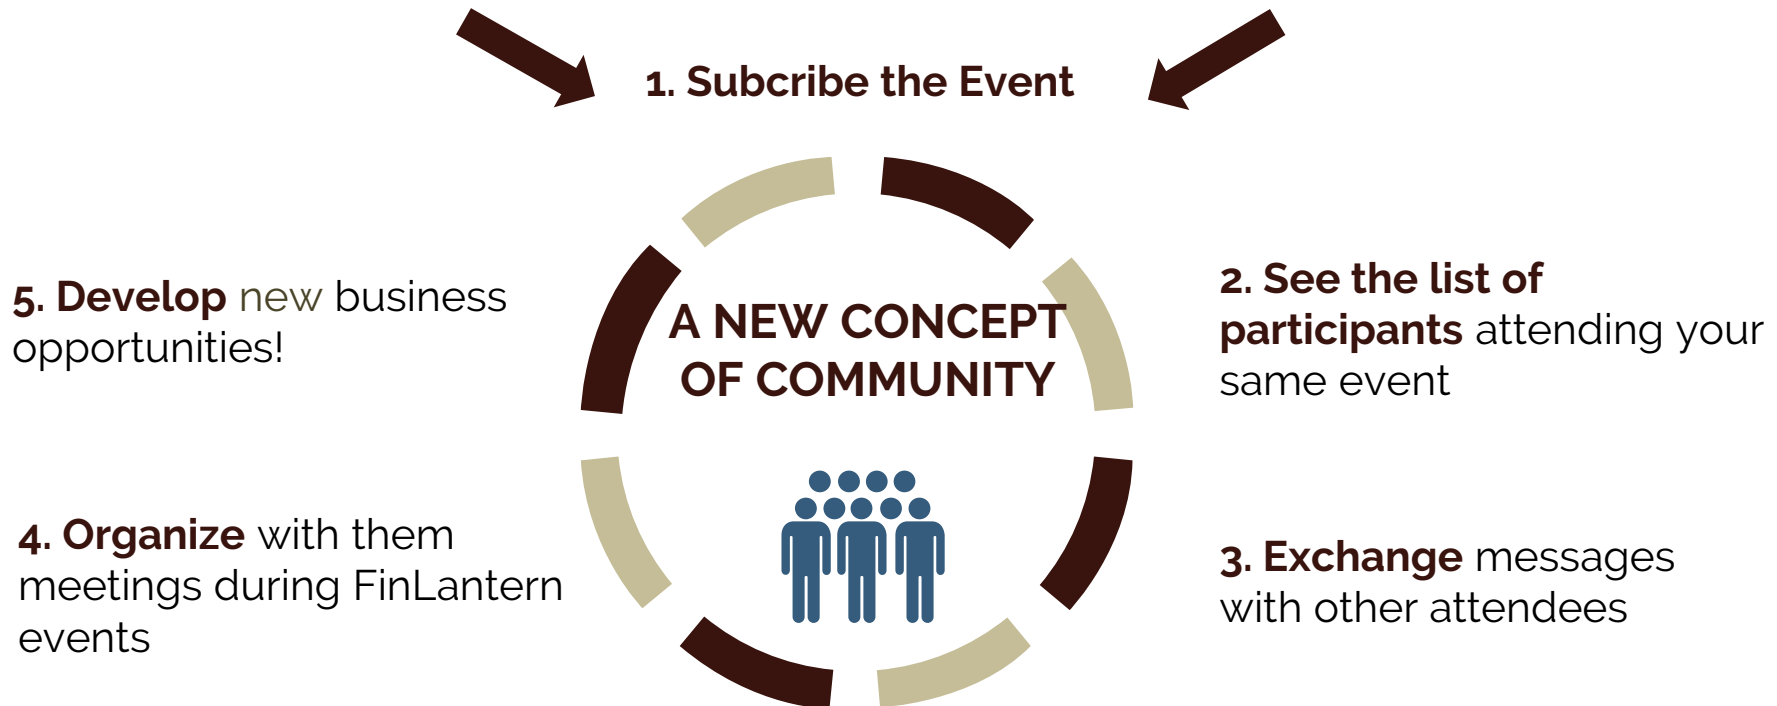 1. Subcribe the Event
A NEW CONCEPT
OF COMMUNITY
2. See the list of
participants attending your
same event
3. Exchange messages
with other attendees
4. Organize with them
meetings during FinLantern
events
5. Develop new business
opportunities!